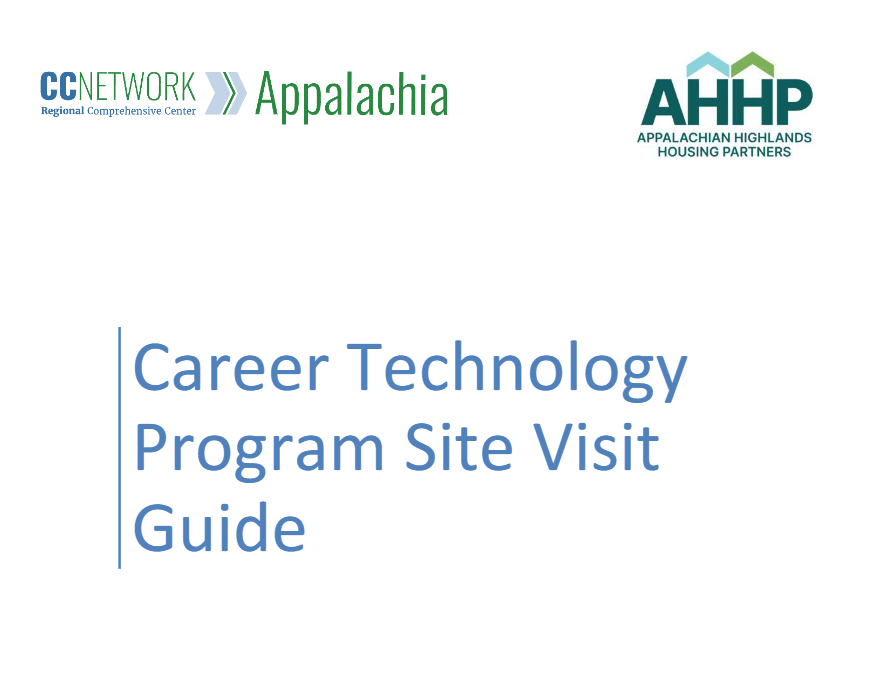 CCNETWORK
Regional Comprehensive Center
Appalachia
AHHP
APPALACHIAN HIGHLANDS
HOUSING PARTNERS
Career Technology
Program Site Visit
Guide